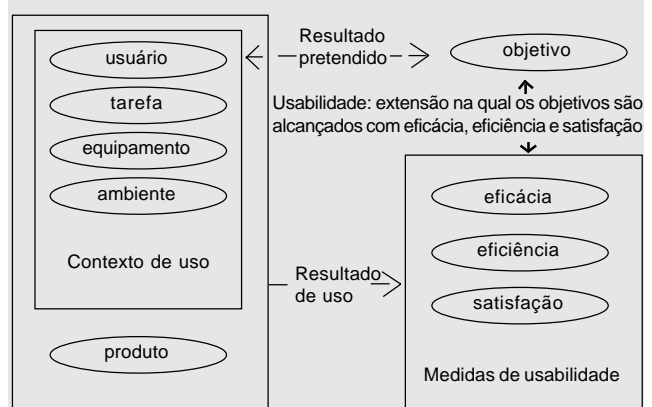 usuário
tarefa
equipamento
ambiente
Contexto de uso
produto
Resultado
pretendido
objetivo
Usabilidade: extensão na qual os objetivos são
alcançados com eficácia, eficiência e satisfação
Resultado
de uso
eficácia
eficiência
satisfação
Medidas de usabilidade